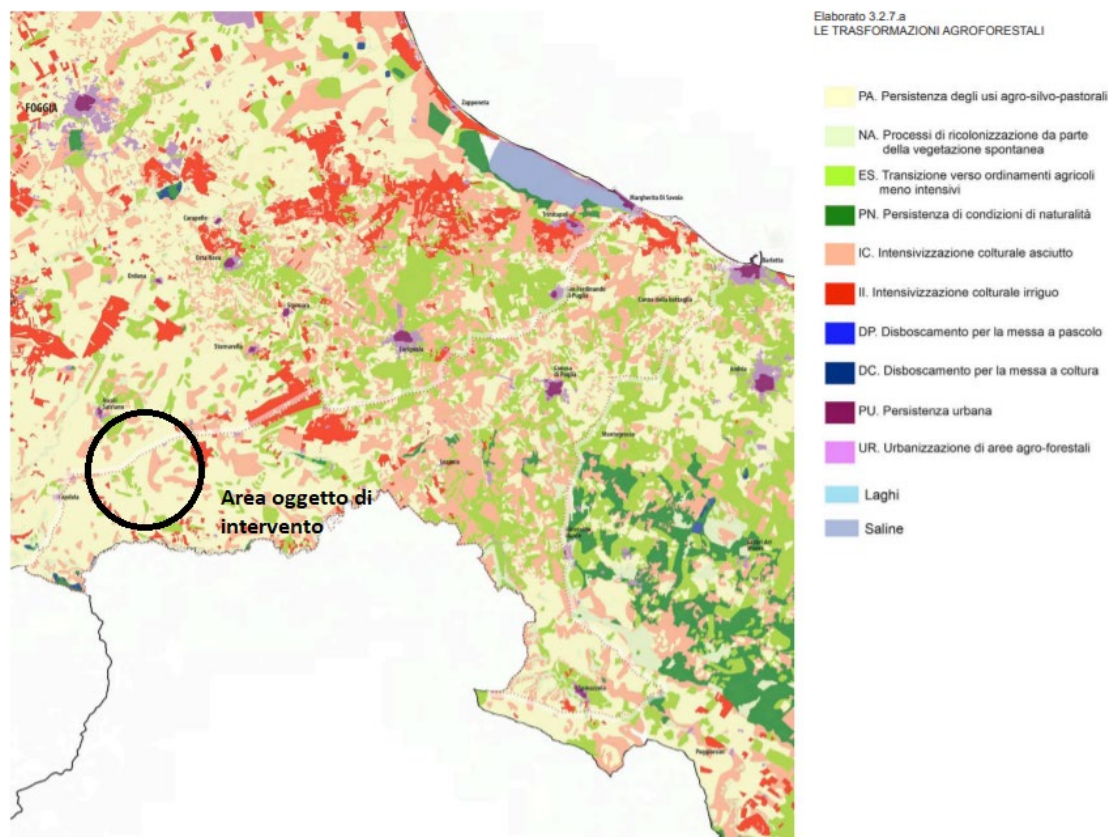 Elaborato 3.2.7.a
LE TRASFORMAZIONI AGROFORESTALI
PA. Persistenza degli usi agro-silvo-pastorali
NA. Processi di ricolonizzazione da parte
della vegetazione spontanea
ES. Transizione verso ordinamenti agricoli
meno intensivi
PN. Persistenza di condizioni di naturalità
IC. Intensivizzazione colturale asciutto
II. Intensivizzazione colturale irriguo
DP. Disboscamento per la messa a pascolo
DC. Disboscamento per la messa a coltura
PU. Persistenza urbana
UR. Urbanizzazione di aree agro-forestali
Laghi
Saline
FOGGIA
Zapponeta
Margherita Di Savoia
Trinitapoli
Barletta
Carapelle
Orta Nova
Ordona
San Ferdinando
di Puglia
Canne della Battaglia
Stornara
Cerignola
Stornarella
Canosa
di Puglia
Andria
Ascoli
Satriano
Montegrosso
Candela
Area oggetto di
intervento
Poggiorsini